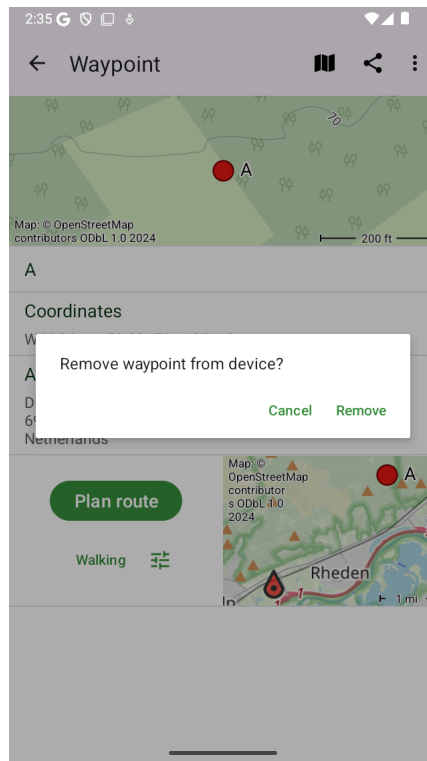 2:35
Waypoint
70
A
Map: © OpenStreetMap
contributors ODbL 1.0 2024
200 ft
A
Coordinates
Remove waypoint from device?
Cancel
Remove
Netherlands
Map: ©
OpenStreetMap
contributor
s ODbL 1.0
2024
A
Plan route
Walking
Rheden
1
1
1 mi